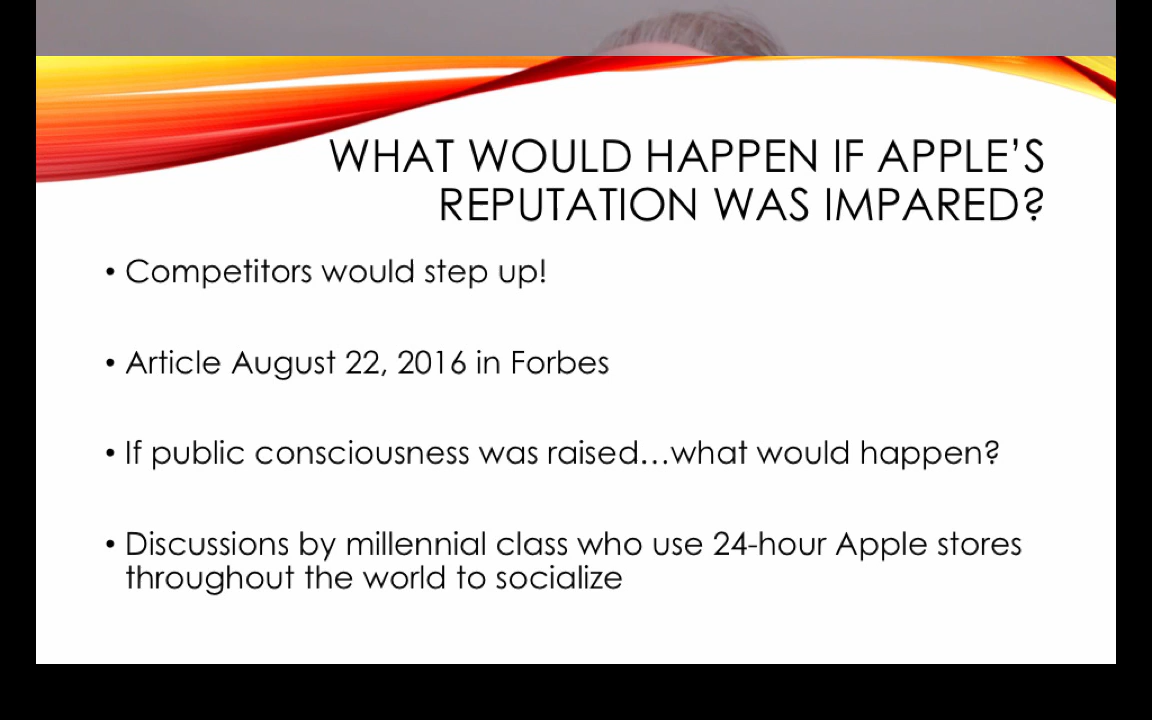 WHAT WOULD HAPPEN IF APPLE'S
REPUTATION WAS IMPARED?
• Competitors would step up!
• Article August 22, 2016 in Forbes
• If public consciousness was raised...what would happen?
• Discussions by millennial class who use 24-hour Apple stores
throughout the world to socialize